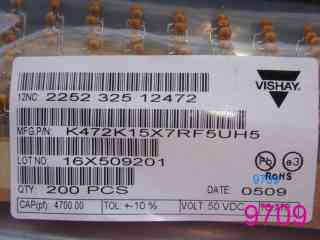 VISHAY.
12NC: 2252 325 12472
MFG.P/N: K472K15X7RF5UH5
LOT NO: 16X509201
Pb e3
RoHS
9709
QTY: 200 PCS DATE: 0509
CAP(pf): 4700.00 TOL: +-10 % VOLT: 50 VDC
9709